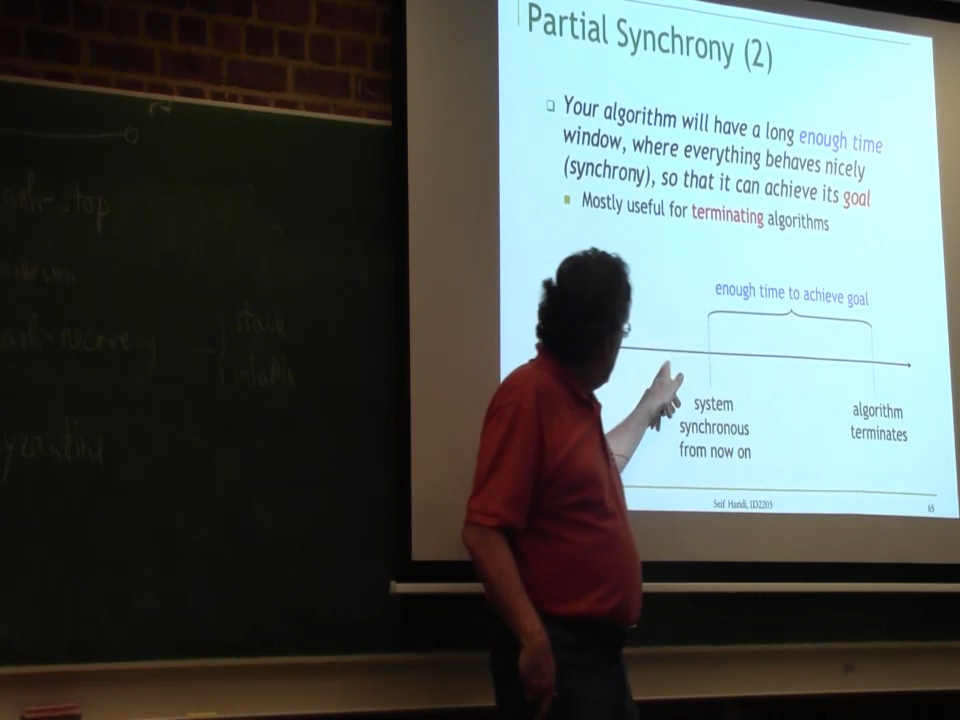 Partial Synchrony (2)
Your algorithm will have a long enough time
window, where everything behaves nicely
(synchrony), so that it can achieve its goal
Mostly useful for terminating algorithms
enough time to achieve goal
system
synchronous
from now on
algorithm
terminates
Seif Haridi, ID2203
65